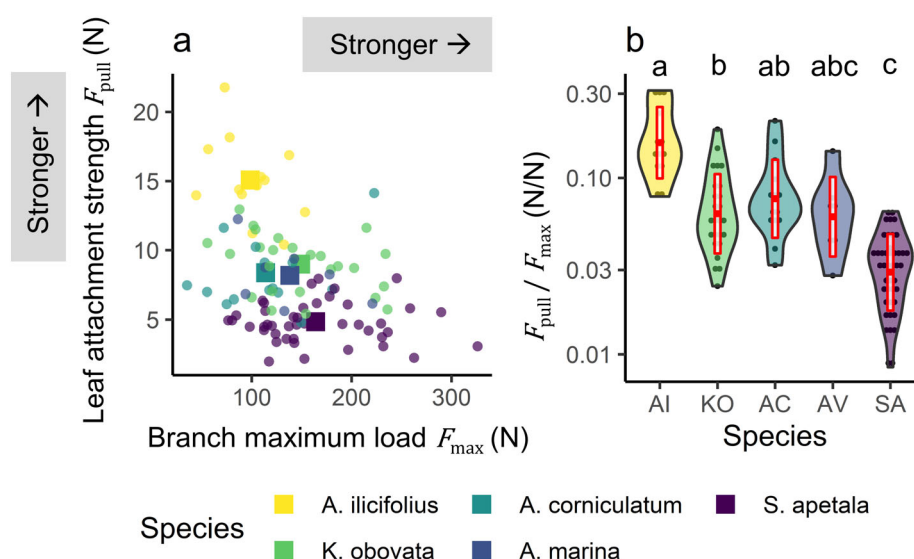 a
Stronger →
b
Stronger →
Leaf attachment strength Fpull (N)
20
15
10
5
100
200
300
Branch maximum load Fmax (N)
a b ab abc c
Fpull / Fmax (N/N)
0.30
0.10
0.03
0.01
AI KO AC AV SA
Species
Species
A. ilicifolius
A. corniculatum
S. apetala
K. obovata
A. marina